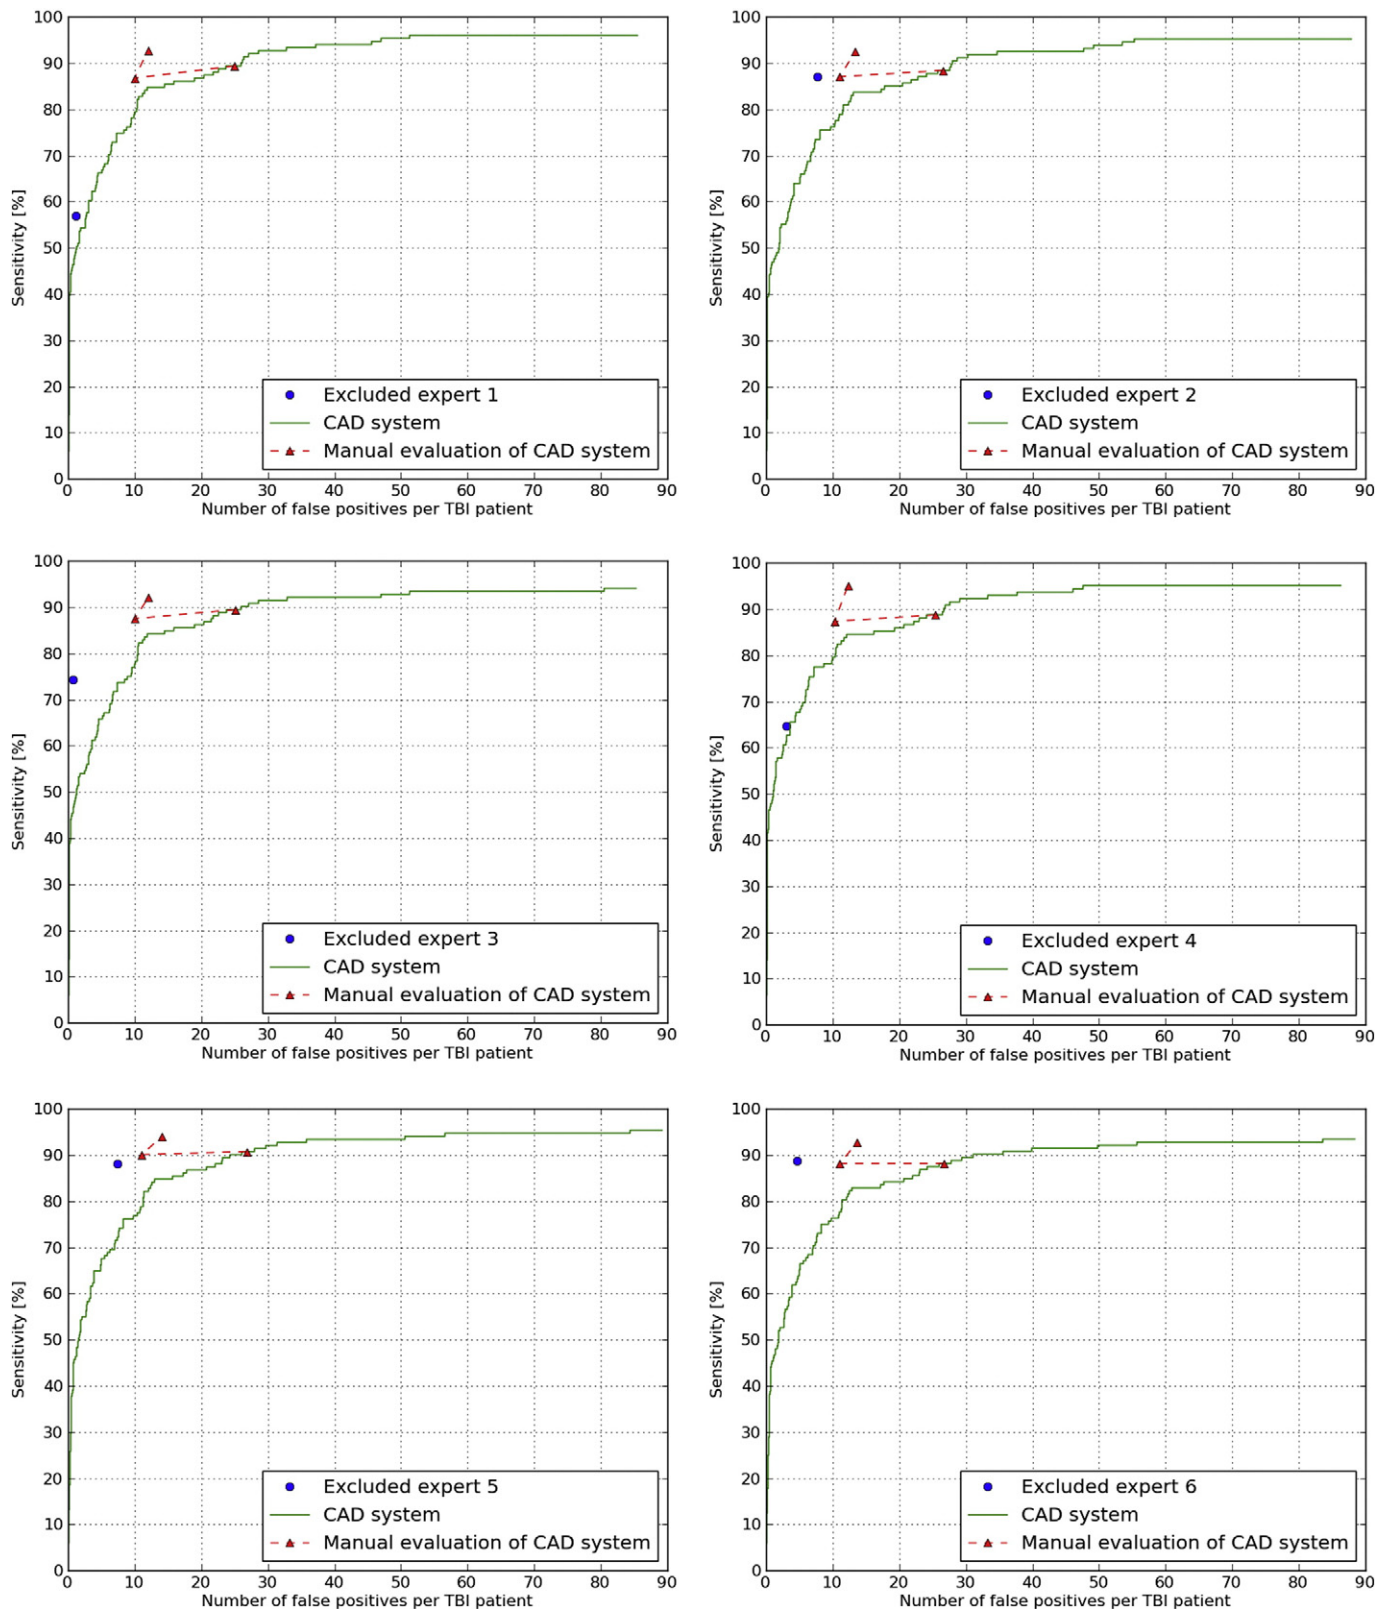 100
90
80
70
60
50
40
30
20
10
0
Sensitivity [%]
Excluded expert 1
CAD system
Manual evaluation of CAD system
0 10 20 30 40 50 60 70 80 90
Number of false positives per TBI patient
100
90
80
70
60
50
40
30
20
10
0
Sensitivity [%]
Excluded expert 2
CAD system
Manual evaluation of CAD system
0 10 20 30 40 50 60 70 80 90
Number of false positives per TBI patient
100
90
80
70
60
50
40
30
20
10
0
Sensitivity [%]
Excluded expert 3
CAD system
Manual evaluation of CAD system
0 10 20 30 40 50 60 70 80 90
Number of false positives per TBI patient
100
90
80
70
60
50
40
30
20
10
0
Sensitivity [%]
Excluded expert 4
CAD system
Manual evaluation of CAD system
0 10 20 30 40 50 60 70 80 90
Number of false positives per TBI patient
100
90
80
70
60
50
40
30
20
10
0
Sensitivity [%]
Excluded expert 5
CAD system
Manual evaluation of CAD system
0 10 20 30 40 50 60 70 80 90
Number of false positives per TBI patient
100
90
80
70
60
50
40
30
20
10
0
Sensitivity [%]
Excluded expert 6
CAD system
Manual evaluation of CAD system
0 10 20 30 40 50 60 70 80 90
Number of false positives per TBI patient